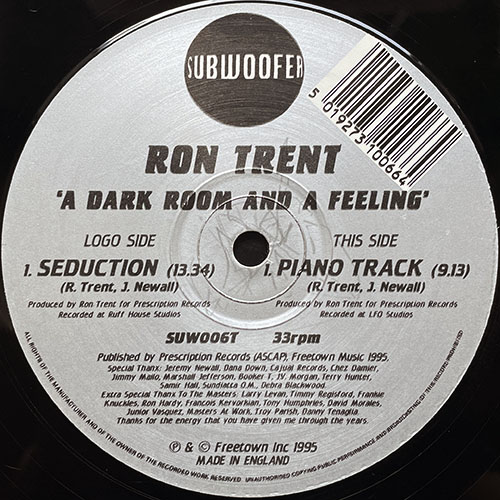 SUBWOOFER
5 019273 100664
RON TRENT
'A DARK ROOM AND A FEELING'
LOGO SIDE
1. SEDUCTION (13.34)
(R. Trent, J. Newall)
Produced by Ron Trent for Prescription Records
Recorded at Ruff House Studios
THIS SIDE
1. PIANO TRACK (9.13)
(R. Trent, J. Newall)
Produced by Ron Trent for Prescription Records
Recorded at LFO Studios
SUW006T 33rpm
Published by Prescription Records (ASCAP), Freetown Music 1995.
Special Thanx: Jeremy Newall, Dana Down, Cajual Records, Chez Damier,
Jimmy Mallo, Marshall Jefferson, Booker T, JV. Morgan, Terry Hunter,
Samir Hall, Sundiatta O.M., Debra Blackwood.
Extra Special Thanx To The Masters: Larry Levan, Timmy Regisford, Frankie
Knuckles, Ron Hardy, Francois Kervorkian, Tony Humphries, David Morales,
Junior Vasquez, Masters At Work, Troy Parish, Danny Tenaglia.
Thanks for the energy that you have given me through the years.
℗ & © Freetown Inc 1995
MADE IN ENGLAND
ALL RIGHTS OF THE MANUFACTURER AND OF THE OWNER OF THE RECORDED WORK RESERVED. UNAUTHORISED COPYING PUBLIC PERFORMANCE AND BROADCASTING OF THIS RECORD PROHIBITED